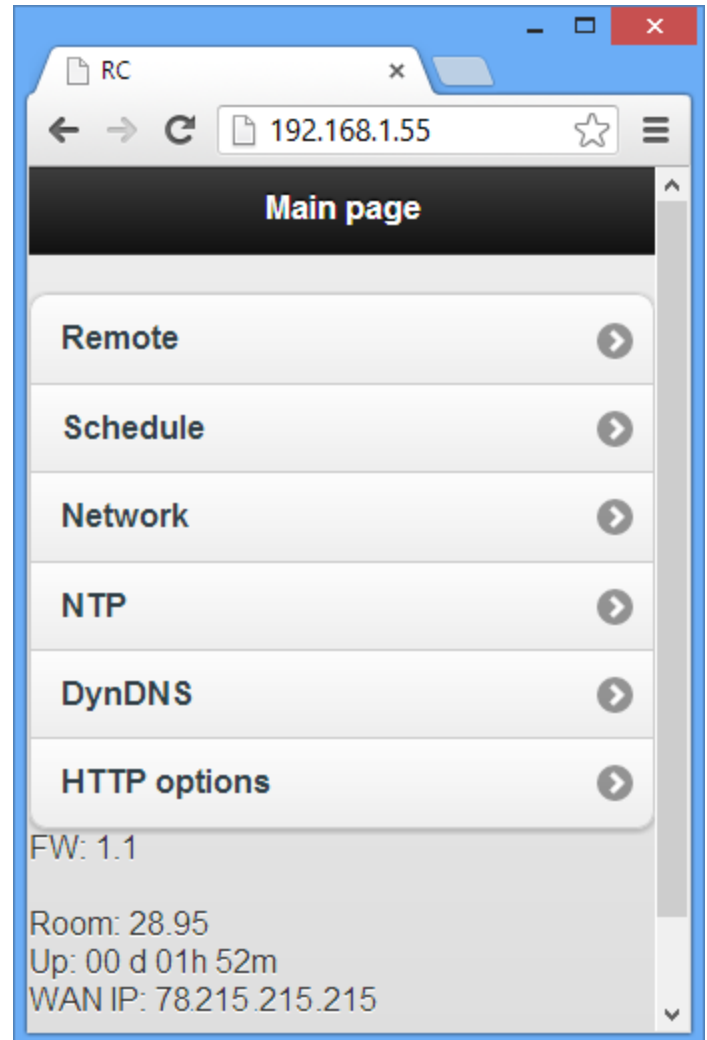 RC
192.168.1.55
Main page
Remote
Schedule
Network
NTP
DynDNS
HTTP options
FW: 1.1
Room: 28.95
Up: 00 d 01h 52m
WAN IP: 78.215.215.215